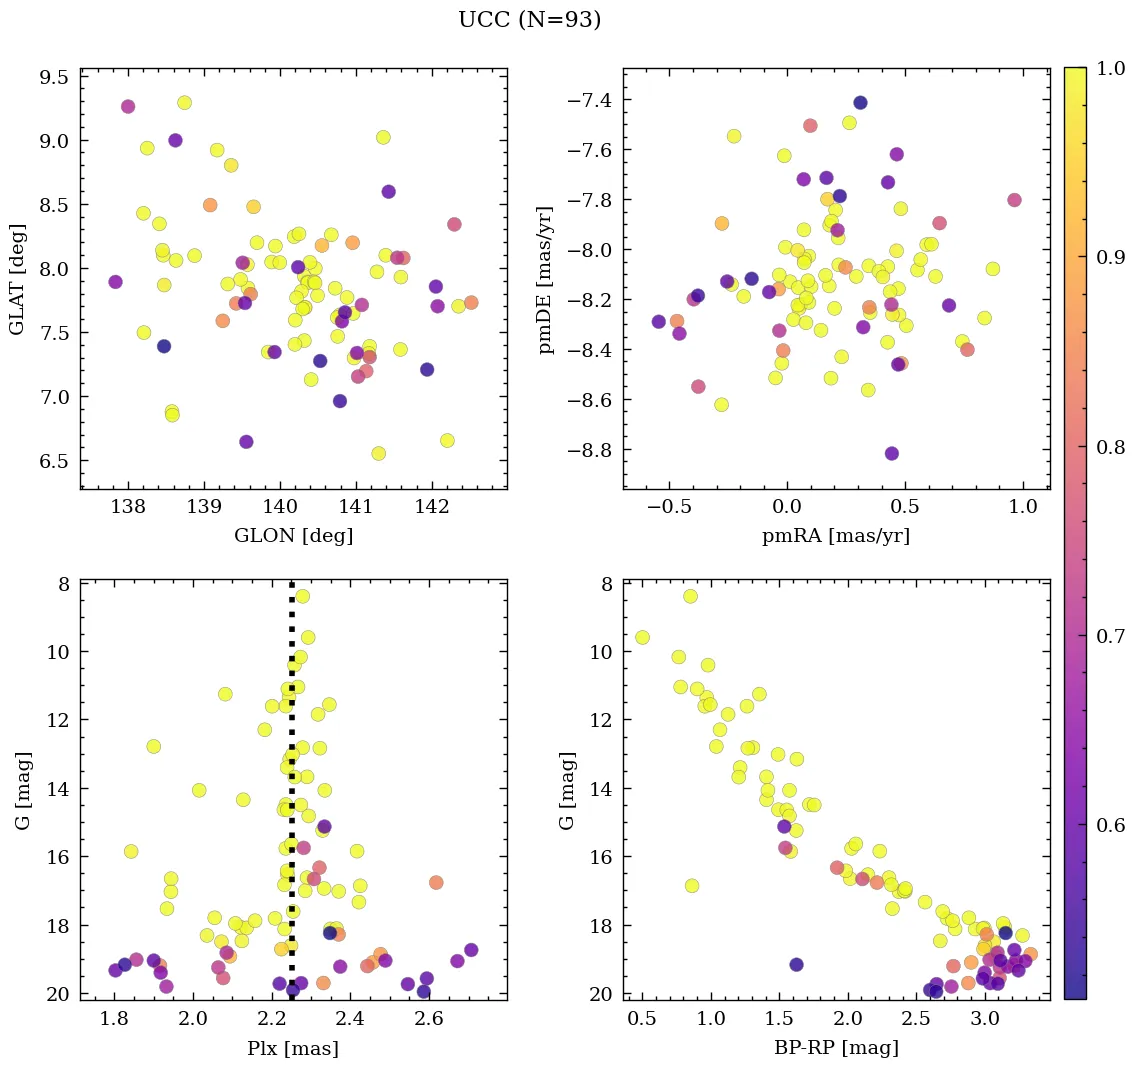 UCC (N=93)
9.5
9.0
8.5
8.0
7.5
7.0
6.5
GLAT [deg]
138 139 140 141 142
GLON [deg]
−7.4
−7.6
−7.8
−8.0
−8.2
−8.4
−8.6
−8.8
pmDE [mas/yr]
−0.5 0.0 0.5 1.0
pmRA [mas/yr]
8
10
12
14
16
18
20
G [mag]
1.8 2.0 2.2 2.4 2.6
Plx [mas]
8
10
12
14
16
18
20
G [mag]
0.5 1.0 1.5 2.0 2.5 3.0
BP-RP [mag]
1.0
0.9
0.8
0.7
0.6